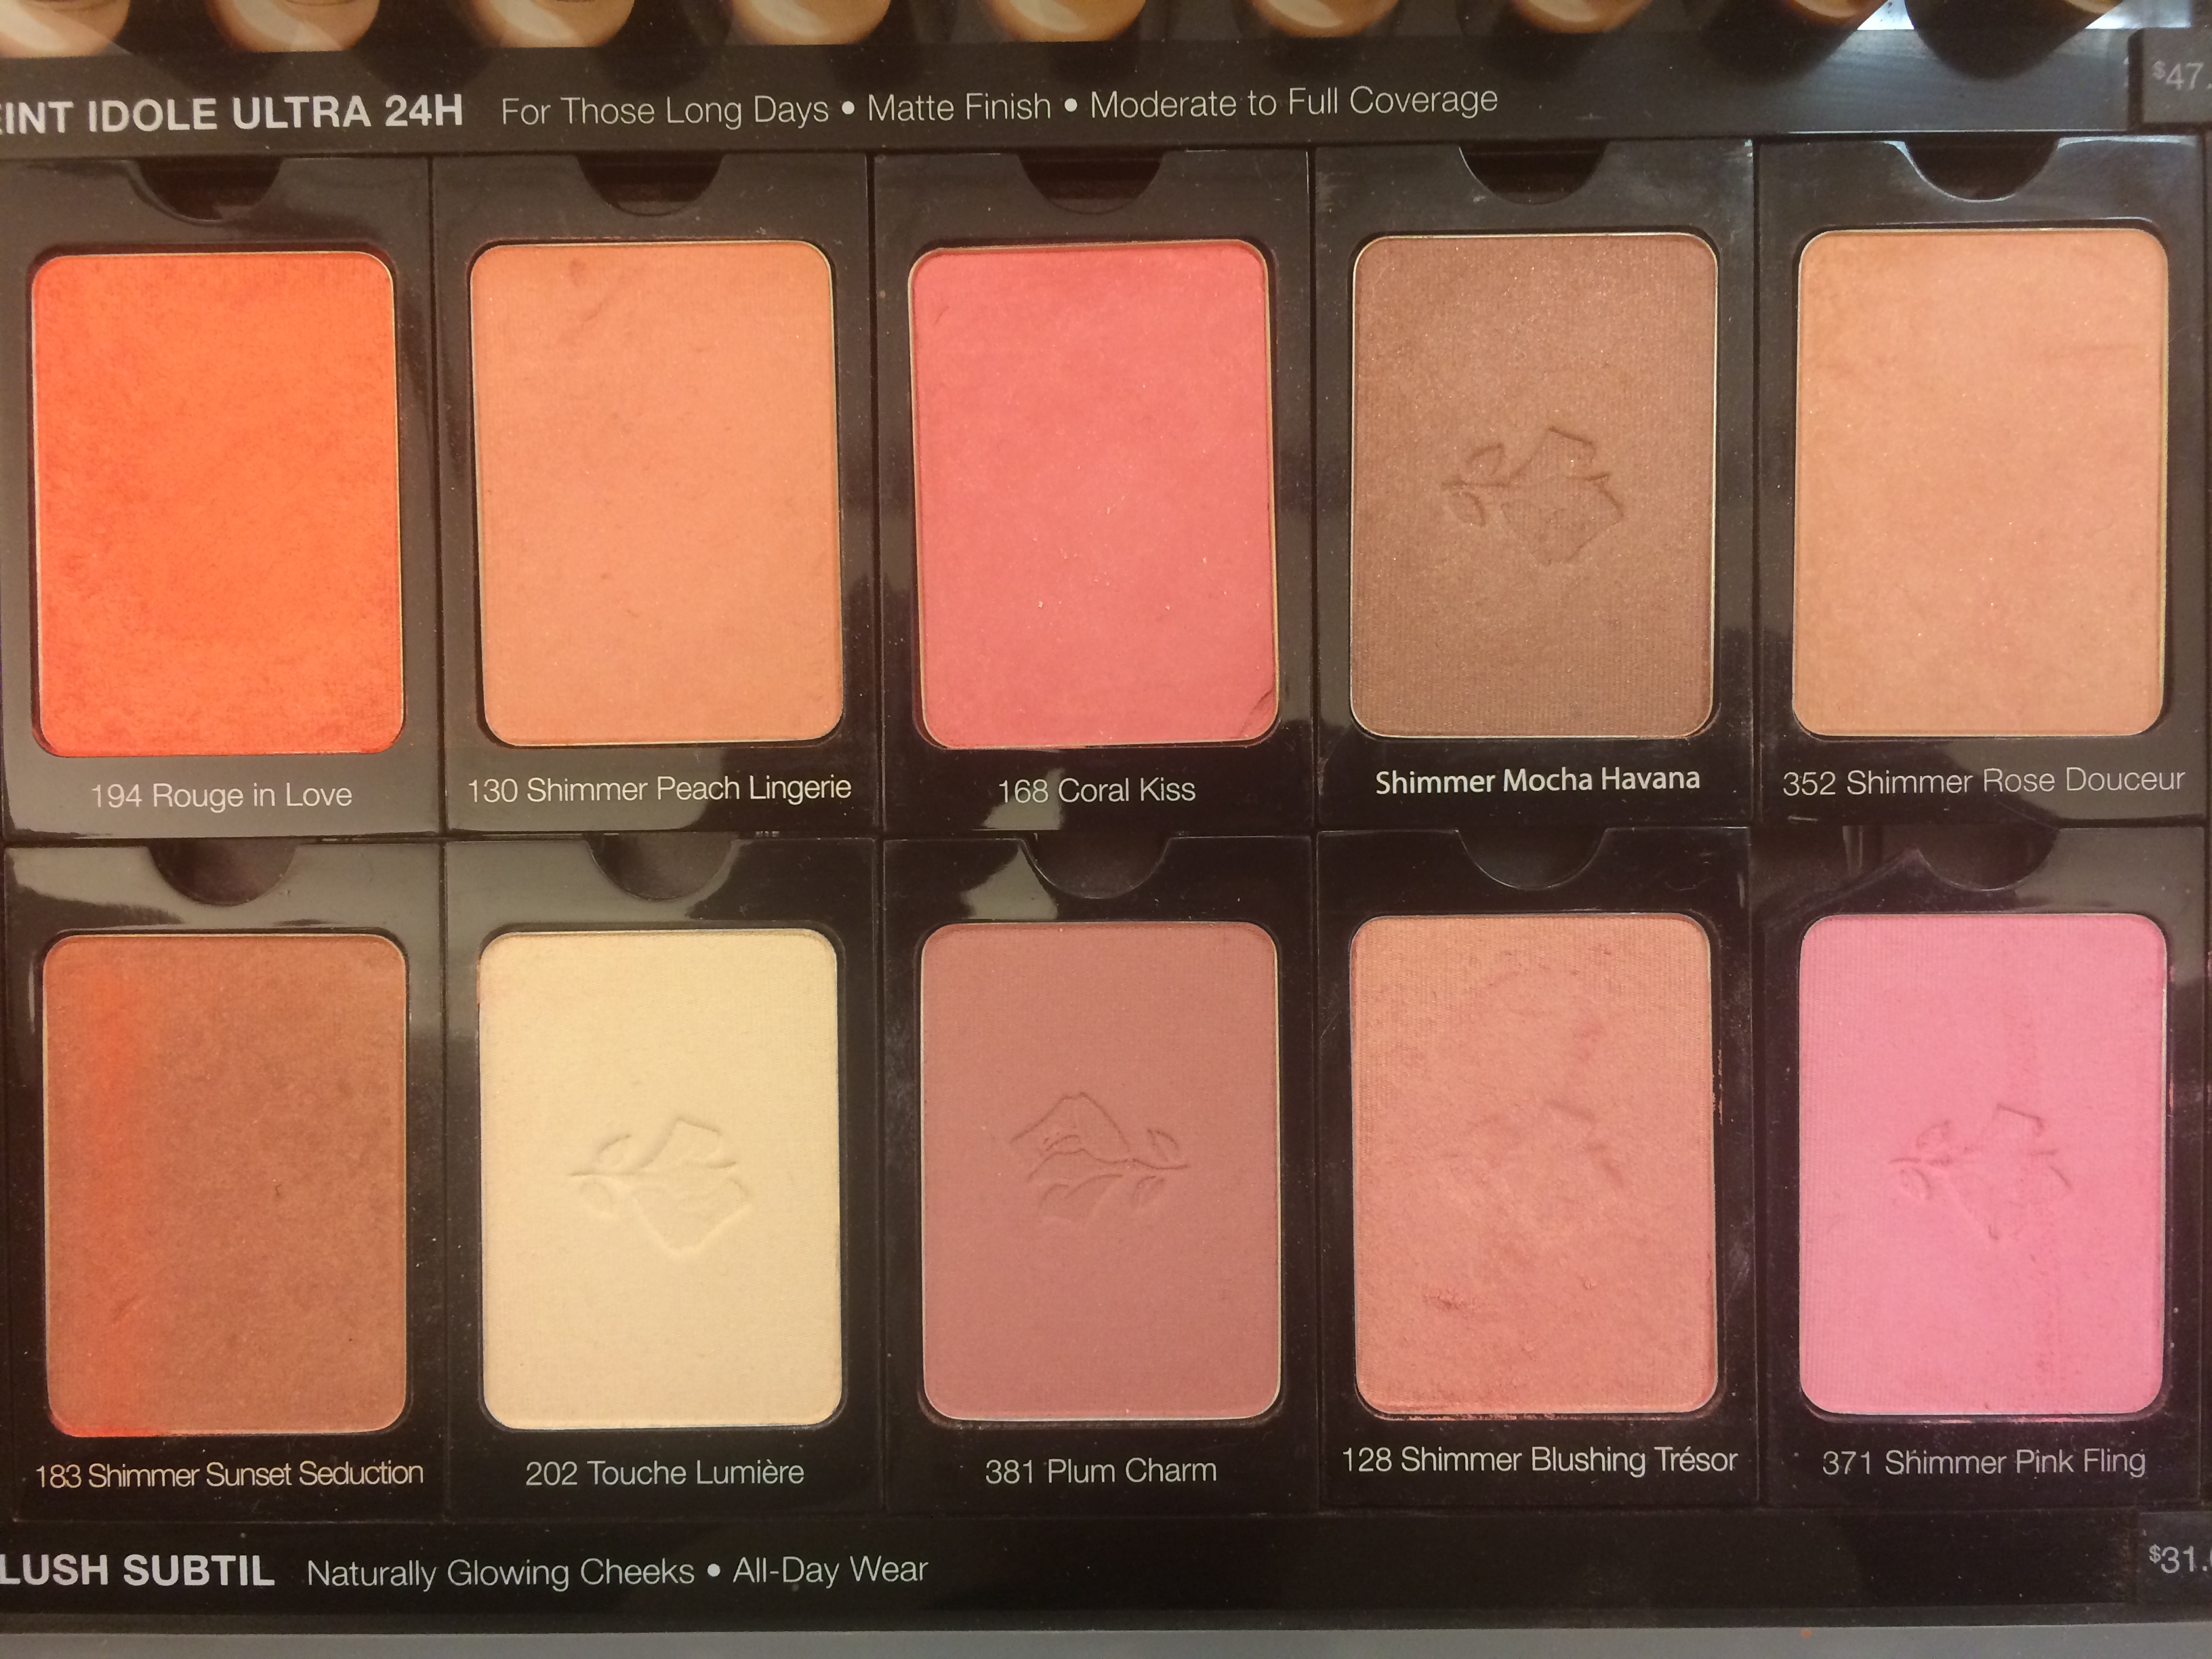 EINT IDOLE ULTRA 24H For Those Long Days • Matte Finish • Moderate to Full Coverage
$47.
194 Rouge in Love
130 Shimmer Peach Lingerie
168 Coral Kiss
Shimmer Mocha Havana
352 Shimmer Rose Douceur
183 Shimmer Sunset Seduction
202 Touche Lumière
381 Plum Charm
128 Shimmer Blushing Trésor
371 Shimmer Pink Fling
LUSH SUBTIL Naturally Glowing Cheeks • All-Day Wear
$31.